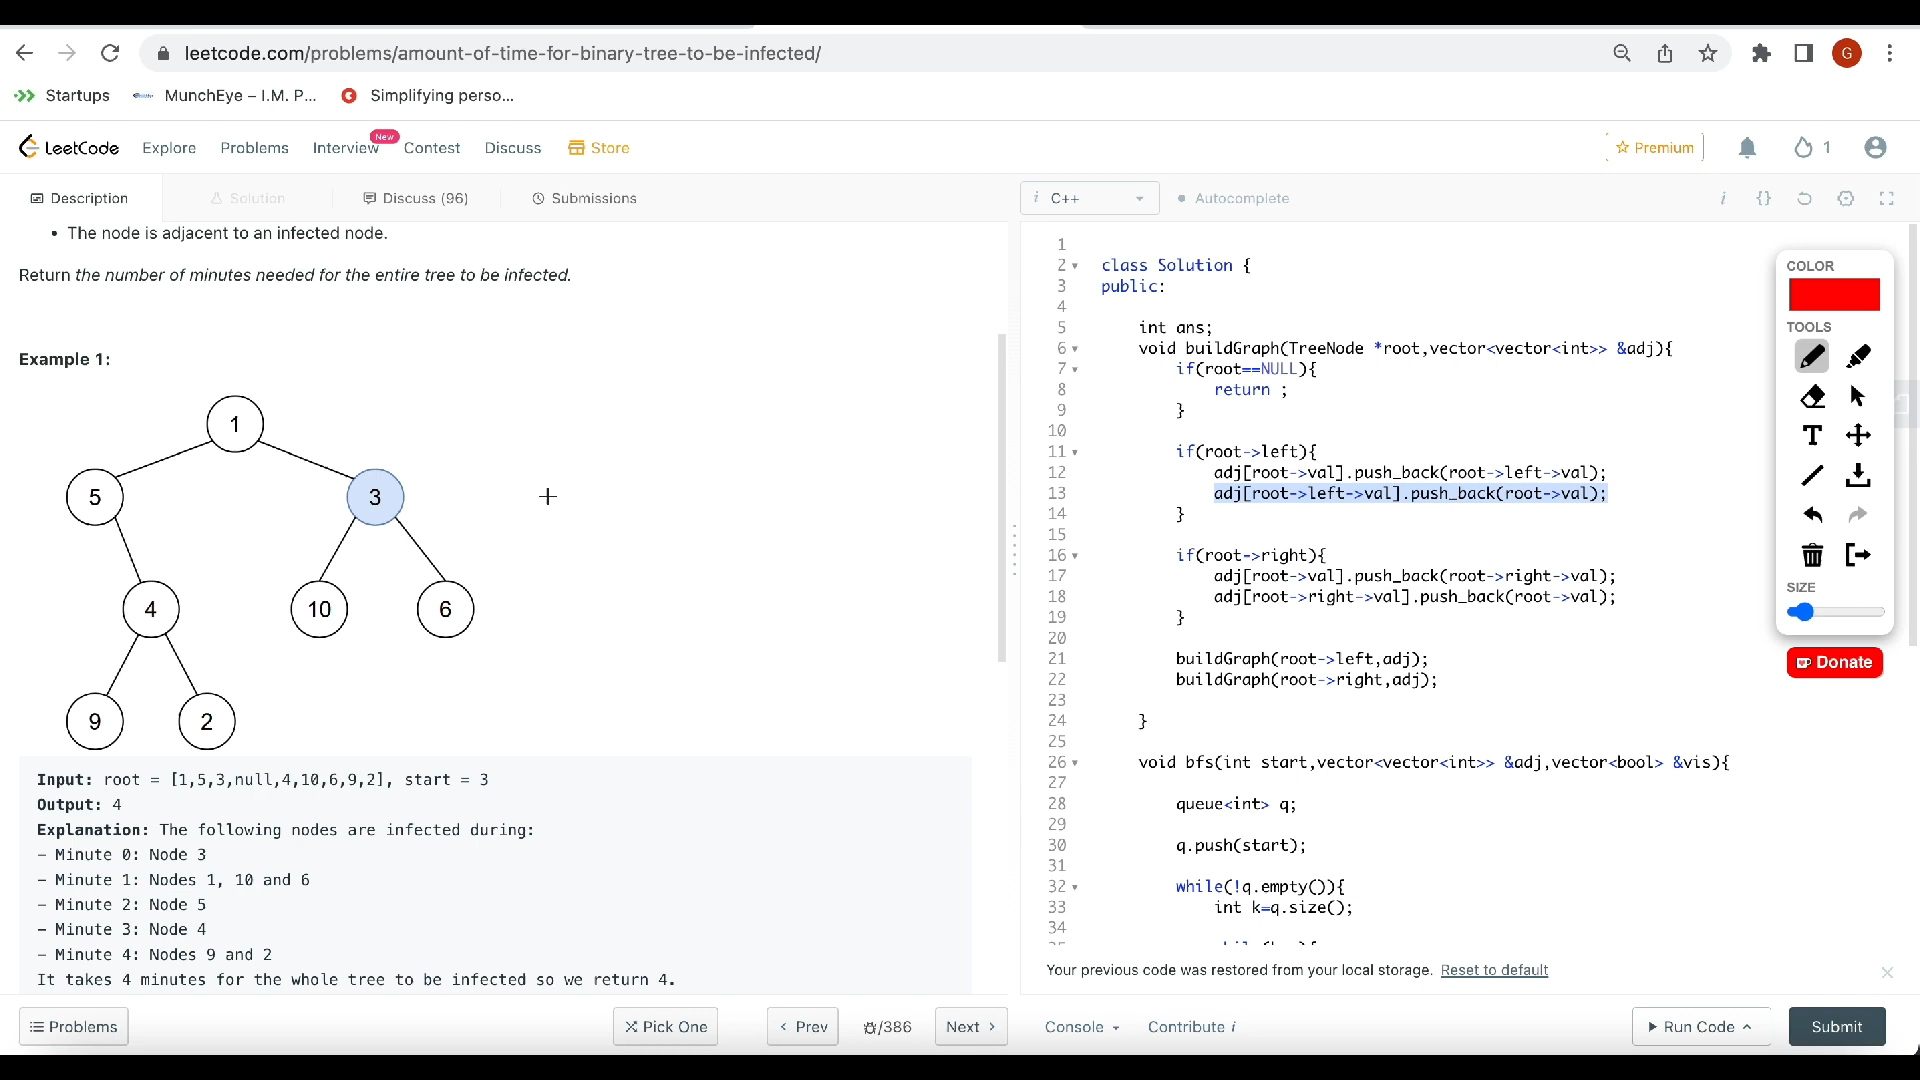 leetcode.com/problems/amount-of-time-for-binary-tree-to-be-infected/
G
Startups
MunchEye – I.M. P...
Simplifying perso...
LeetCode
Explore
Problems
Interview
New
Contest
Discuss
Store
Premium
1
Description
Solution
Discuss (96)
Submissions
i C++
Autocomplete
i
{}
• The node is adjacent to an infected node.
Return the number of minutes needed for the entire tree to be infected.
Example 1:
1
5
3
4
10
6
9
2
Input: root = [1,5,3,null,4,10,6,9,2], start = 3
Output: 4
Explanation: The following nodes are infected during:
- Minute 0: Node 3
- Minute 1: Nodes 1, 10 and 6
- Minute 2: Node 5
- Minute 3: Node 4
- Minute 4: Nodes 9 and 2
It takes 4 minutes for the whole tree to be infected so we return 4.
1
2 class Solution {
3 public:
4
5 int ans;
6 void buildGraph(TreeNode *root,vector<vector<int>> &adj){
7 if(root==NULL){
8 return ;
9 }
10
11 if(root->left){
12 adj[root->val].push_back(root->left->val);
13 adj[root->left->val].push_back(root->val);
14 }
15
16 if(root->right){
17 adj[root->val].push_back(root->right->val);
18 adj[root->right->val].push_back(root->val);
19 }
20
21 buildGraph(root->left,adj);
22 buildGraph(root->right,adj);
23
24 }
25
26 void bfs(int start,vector<vector<int>> &adj,vector<bool> &vis){
27
28 queue<int> q;
29
30 q.push(start);
31
32 while(!q.empty()){
33 int k=q.size();
34
COLOR
TOOLS
T
SIZE
Donate
Your previous code was restored from your local storage. Reset to default
Problems
Pick One
< Prev
/386
Next >
Console
Contribute i
Run Code
Submit